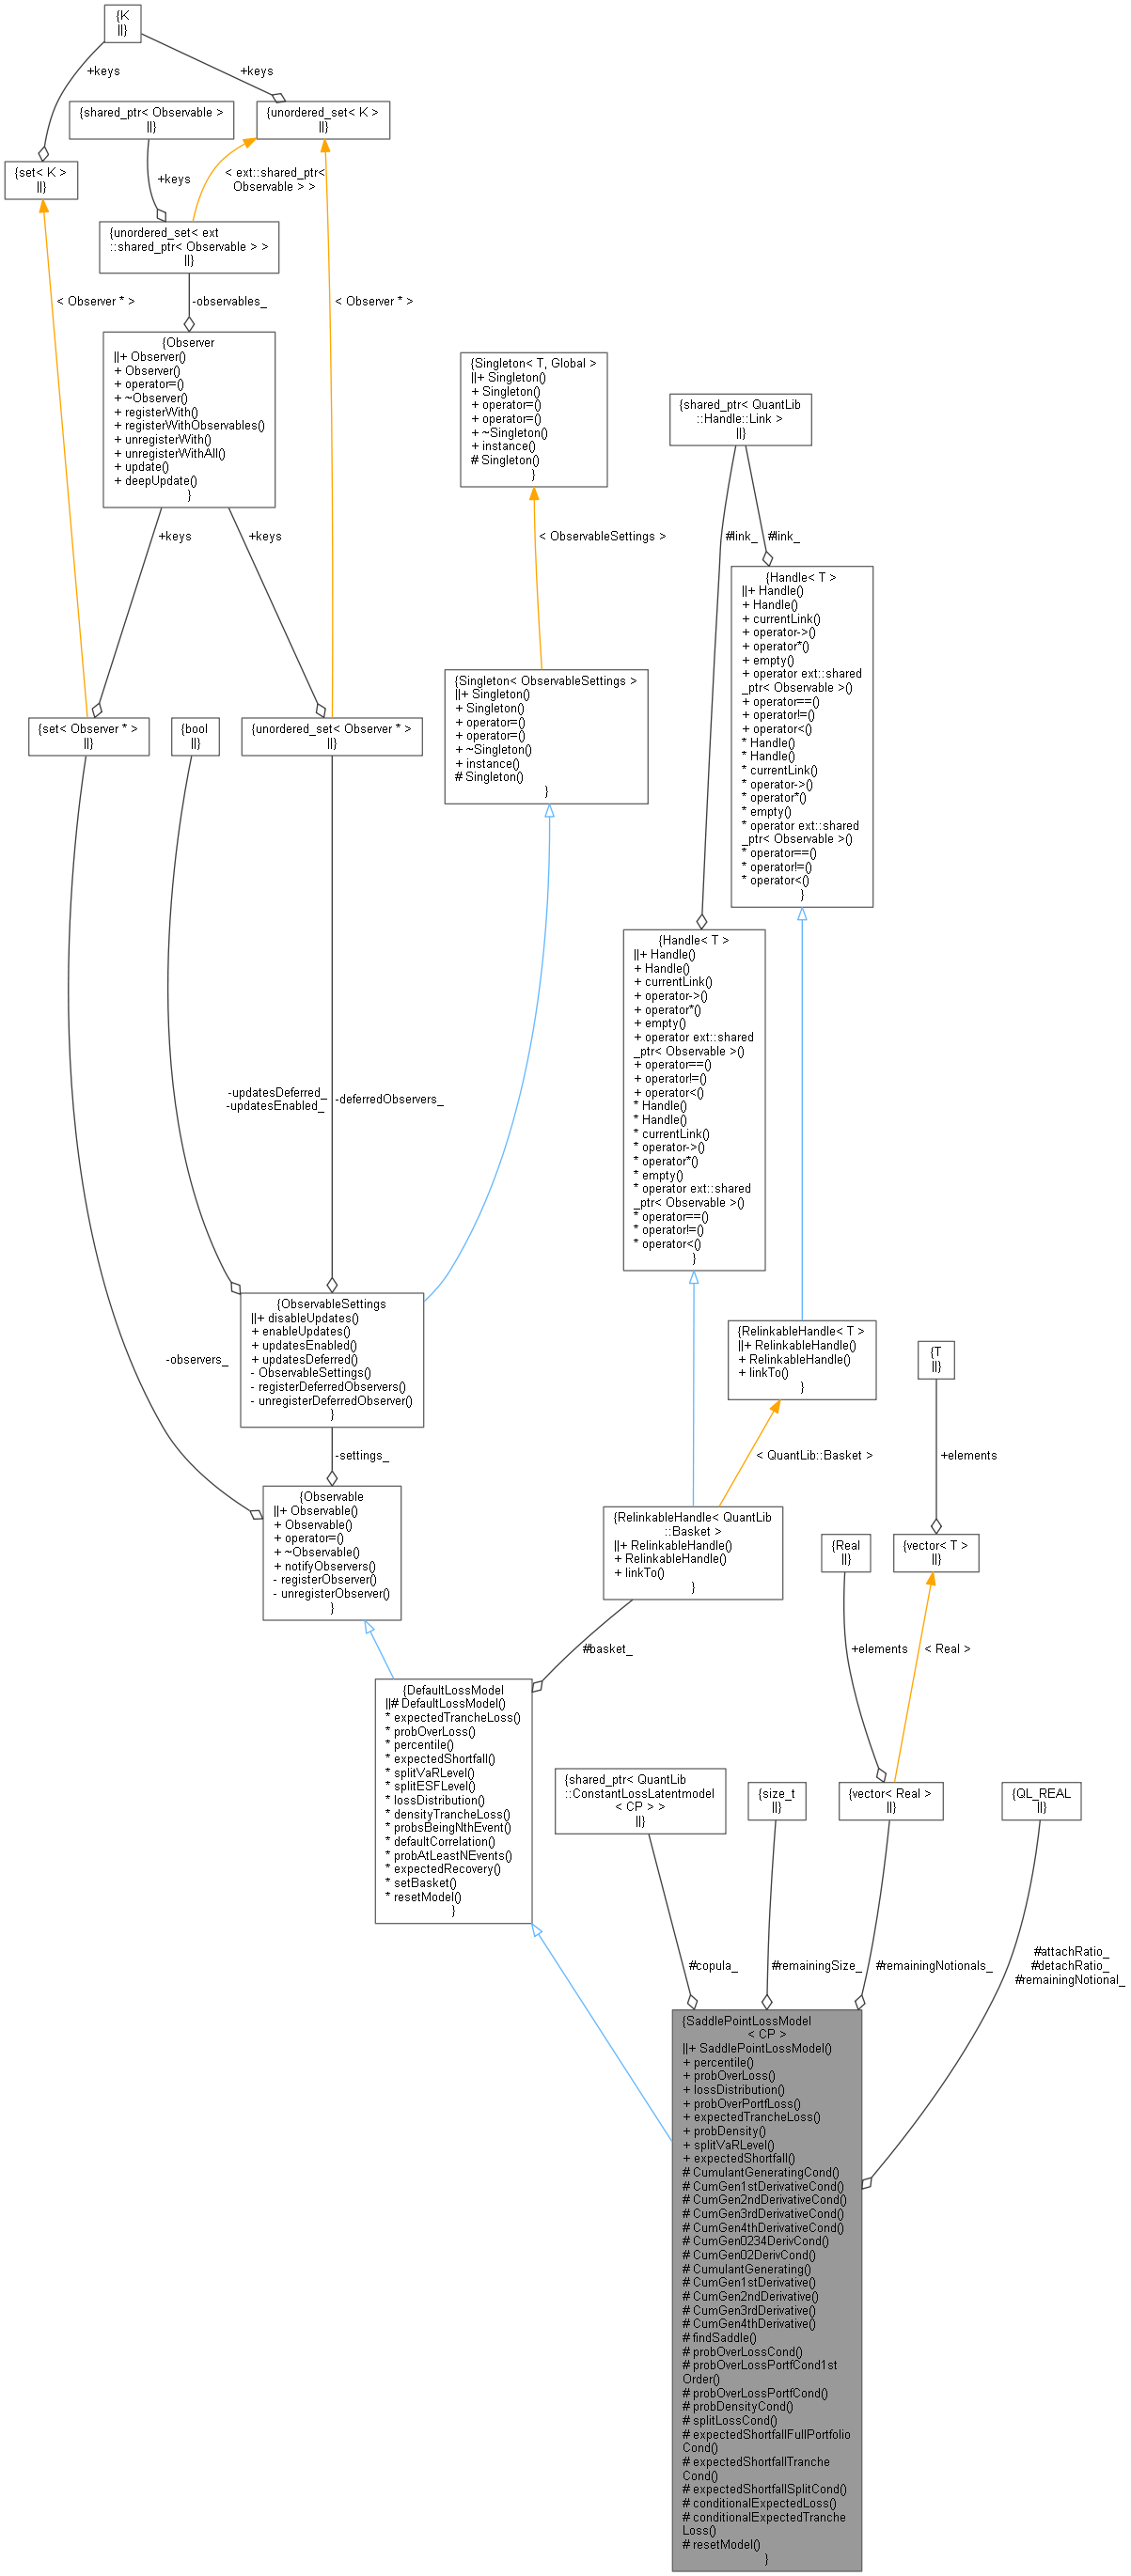 {K
||}
+keys
+keys
{shared_ptr< Observable >
||}
{unordered_set< K >
||}
{set< K >
||}
+keys
< ext::shared_ptr<
Observable > >
{unordered_set< ext
::shared_ptr< Observable > >
||}
< Observer * >
-observables_
< Observer * >
{Observer
||+ Observer()
+ Observer()
+ operator=()
+ ~Observer()
+ registerWith()
+ registerWithObservables()
+ unregisterWith()
+ unregisterWithAll()
+ update()
+ deepUpdate()
}
{Singleton< T, Global >
||+ Singleton()
+ Singleton()
+ operator=()
+ operator=()
+ ~Singleton()
+ instance()
# Singleton()
}
{shared_ptr< QuantLib
::Handle::Link >
||}
+keys
+keys
< ObservableSettings >
#link_
#link_
{Handle< T >
||+ Handle()
+ Handle()
+ currentLink()
+ operator->()
+ operator*()
+ empty()
+ operator ext::shared
_ptr< Observable >()
+ operator==()
+ operator!=()
+ operator<()
* Handle()
* Handle()
* currentLink()
* operator->()
* operator*()
* empty()
* operator ext::shared
_ptr< Observable >()
* operator==()
* operator!=()
* operator<()
}
{Singleton< ObservableSettings >
||+ Singleton()
+ Singleton()
+ operator=()
+ operator=()
+ ~Singleton()
+ instance()
# Singleton()
}
{set< Observer * >
||}
{bool
||}
{unordered_set< Observer * >
||}
{Handle< T >
||+ Handle()
+ Handle()
+ currentLink()
+ operator->()
+ operator*()
+ empty()
+ operator ext::shared
_ptr< Observable >()
+ operator==()
+ operator!=()
+ operator<()
* Handle()
* Handle()
* currentLink()
* operator->()
* operator*()
* empty()
* operator ext::shared
_ptr< Observable >()
* operator==()
* operator!=()
* operator<()
}
-updatesDeferred_
-updatesEnabled_
-deferredObservers_
{ObservableSettings
||+ disableUpdates()
+ enableUpdates()
+ updatesEnabled()
+ updatesDeferred()
- ObservableSettings()
- registerDeferredObservers()
- unregisterDeferredObserver()
}
-observers_
{RelinkableHandle< T >
||+ RelinkableHandle()
+ RelinkableHandle()
+ linkTo()
}
{T
||}
-settings_
< QuantLib::Basket >
+elements
{Observable
||+ Observable()
+ Observable()
+ operator=()
+ ~Observable()
+ notifyObservers()
- registerObserver()
- unregisterObserver()
}
{RelinkableHandle< QuantLib
::Basket >
||+ RelinkableHandle()
+ RelinkableHandle()
+ linkTo()
}
{Real
||}
{vector< T >
||}
#basket_
+elements
< Real >
{DefaultLossModel
||# DefaultLossModel()
* expectedTrancheLoss()
* probOverLoss()
* percentile()
* expectedShortfall()
* splitVaRLevel()
* splitESFLevel()
* lossDistribution()
* densityTrancheLoss()
* probsBeingNthEvent()
* defaultCorrelation()
* probAtLeastNEvents()
* expectedRecovery()
* setBasket()
* resetModel()
}
{shared_ptr< QuantLib
::ConstantLossLatentmodel
< CP > >
||}
{size_t
||}
{vector< Real >
||}
{QL_REAL
||}
#copula_
#remainingSize_
#remainingNotionals_
#attachRatio_
#detachRatio_
#remainingNotional_
{SaddlePointLossModel
< CP >
||+ SaddlePointLossModel()
+ percentile()
+ probOverLoss()
+ lossDistribution()
+ probOverPortfLoss()
+ expectedTrancheLoss()
+ probDensity()
+ splitVaRLevel()
+ expectedShortfall()
# CumulantGeneratingCond()
# CumGen1stDerivativeCond()
# CumGen2ndDerivativeCond()
# CumGen3rdDerivativeCond()
# CumGen4thDerivativeCond()
# CumGen0234DerivCond()
# CumGen02DerivCond()
# CumulantGenerating()
# CumGen1stDerivative()
# CumGen2ndDerivative()
# CumGen3rdDerivative()
# CumGen4thDerivative()
# findSaddle()
# probOverLossCond()
# probOverLossPortfCond1st
Order()
# probOverLossPortfCond()
# probDensityCond()
# splitLossCond()
# expectedShortfallFullPortfolio
Cond()
# expectedShortfallTranche
Cond()
# expectedShortfallSplitCond()
# conditionalExpectedLoss()
# conditionalExpectedTranche
Loss()
# resetModel()
}